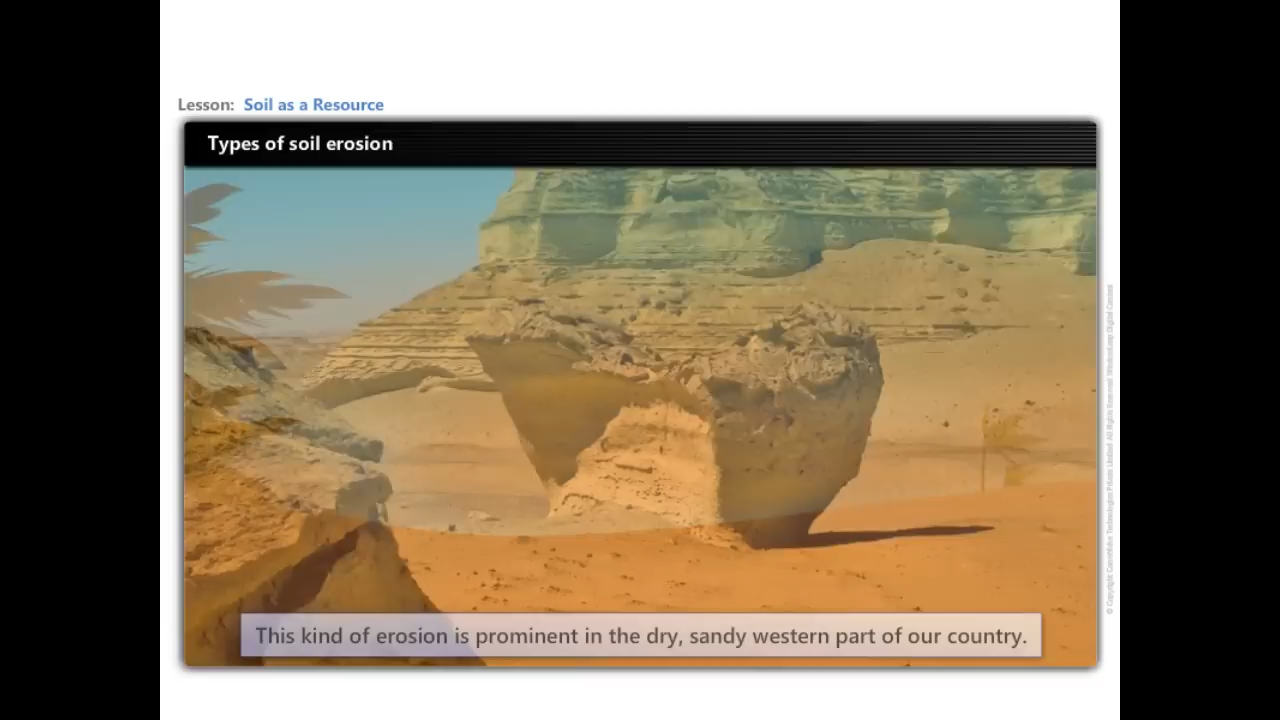 Lesson: Soil as a Resource
Types of soil erosion
This kind of erosion is prominent in the dry, sandy western part of our country.